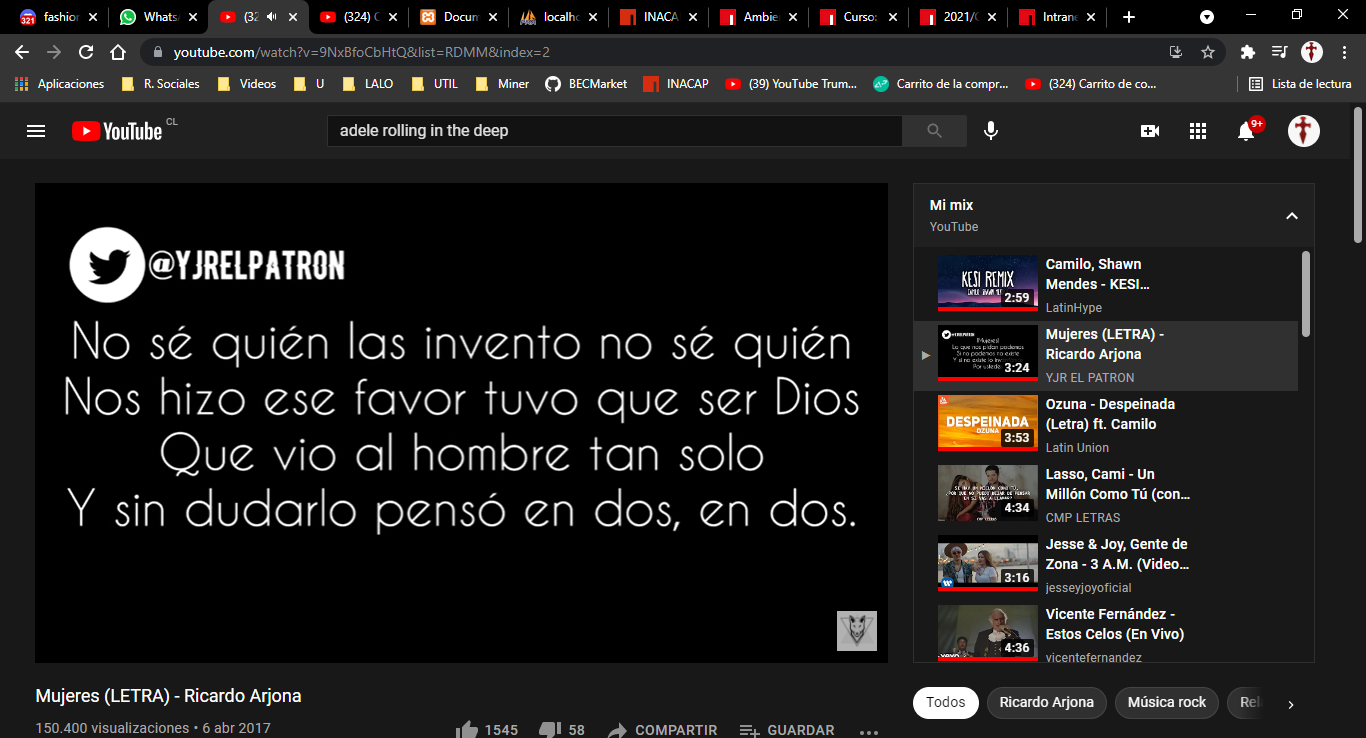 fashion
WhatsA
(32
(324) C
Docum
localho
INACA
Ambie
Curso:
2021/
Intrane
youtube.com/watch?v=9NxBfoCbHtQ&list=RDMM&index=2
Aplicaciones
R. Sociales
Videos
U
LALO
UTIL
Miner
BECMarket
INACAP
(39) YouTube Trum...
Carrito de la compr...
(324) Carrito de co...
Lista de lectura
YouTube CL
adele rolling in the deep
9+
@YJRELPATRON
No sé quién las invento no sé quién
Nos hizo ese favor tuvo que ser Dios
Que vio al hombre tan solo
Y sin dudarlo pensó en dos, en dos.
Mujeres (LETRA) - Ricardo Arjona
150.400 visualizaciones • 6 abr 2017
1545
58
COMPARTIR
GUARDAR
Mi mix
YouTube
KESI REMIX
2:59
Camilo, Shawn
Mendes - KESI...
LatinHype
3:24
Mujeres (LETRA) -
Ricardo Arjona
YJR EL PATRON
DESPEINADA
OZUNA
3:53
Ozuna - Despeinada
(Letra) ft. Camilo
Latin Union
4:34
Lasso, Cami - Un
Millón Como Tú (con...
CMP LETRAS
3:16
Jesse & Joy, Gente de
Zona - 3 A.M. (Video...
jesseyjoyoficial
4:36
Vicente Fernández -
Estos Celos (En Vivo)
vicentefernandez
Todos
Ricardo Arjona
Música rock
Rel